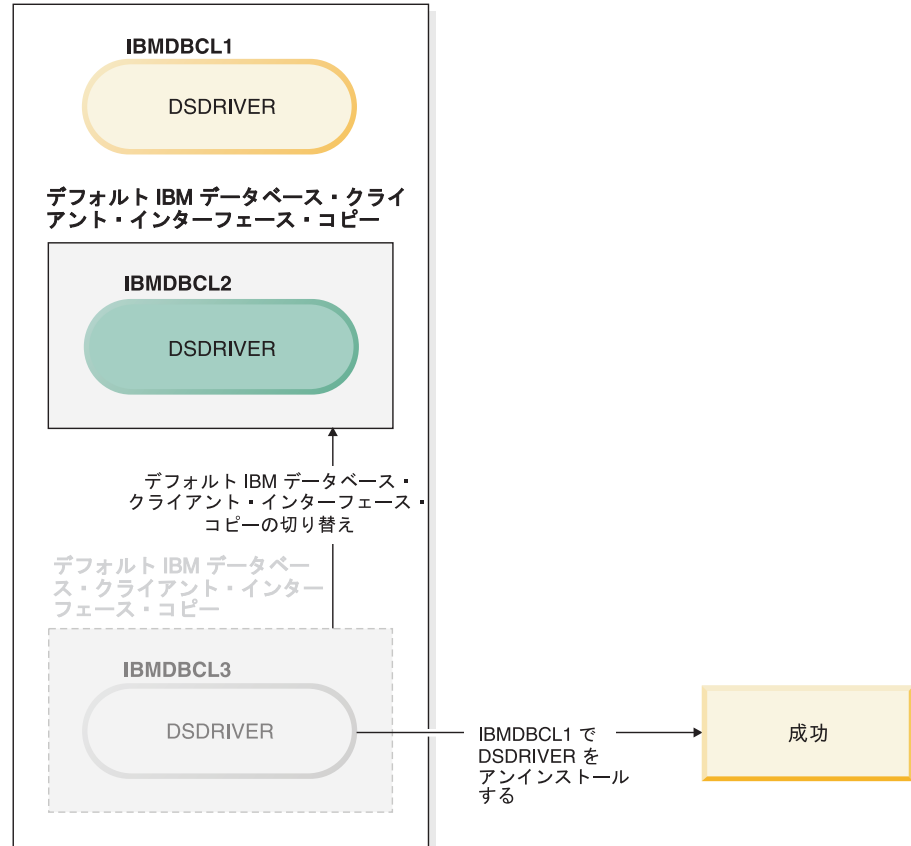 IBMDBCL1
DSDRIVER
デフォルト IBM データベース・クライ
アント・インターフェース・コピー
IBMDBCL2
DSDRIVER
デフォルト IBM データベース・
クライアント・インターフェース・
コピーの切り替え
デフォルト IBM データベー
ス・クライアント・インター
フェース・コピー
IBMDBCL3
DSDRIVER
IBMDBCL1 で
DSDRIVER を
アンインストール
する
成功